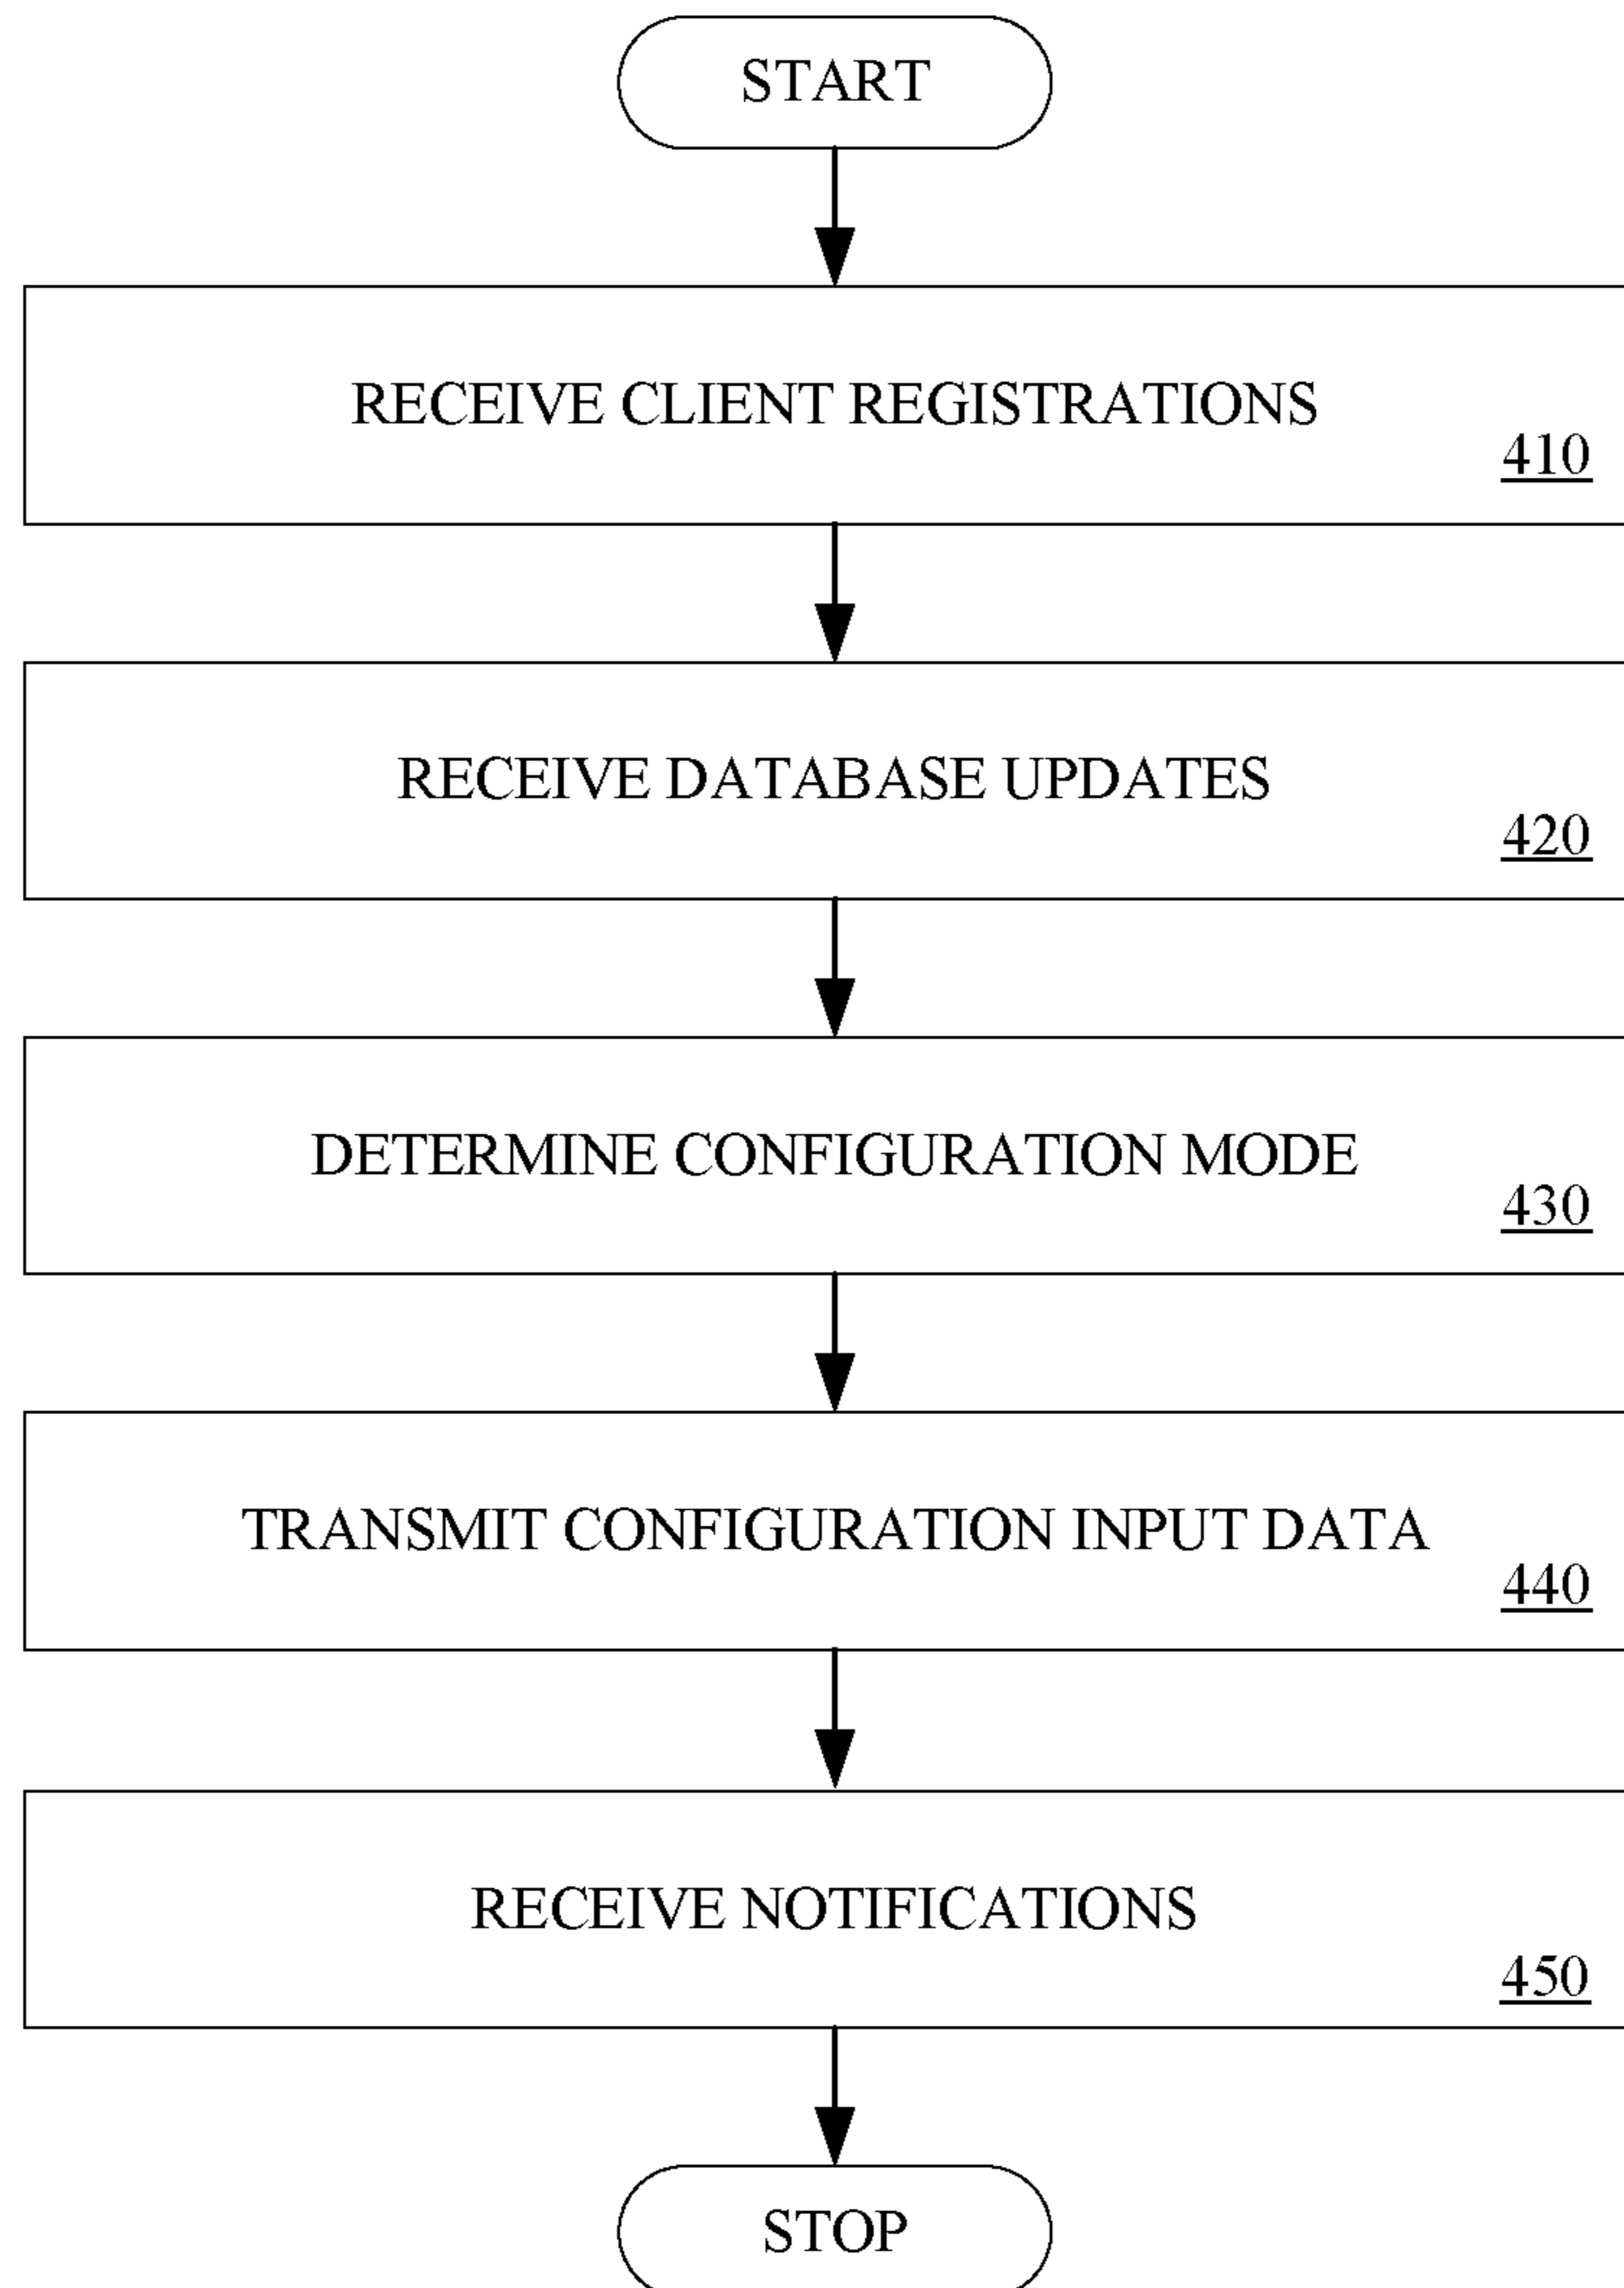 START
RECEIVE CLIENT REGISTRATIONS
410
RECEIVE DATABASE UPDATES
420
DETERMINE CONFIGURATION MODE
430
TRANSMIT CONFIGURATION INPUT DATA
440
RECEIVE NOTIFICATIONS
450
STOP